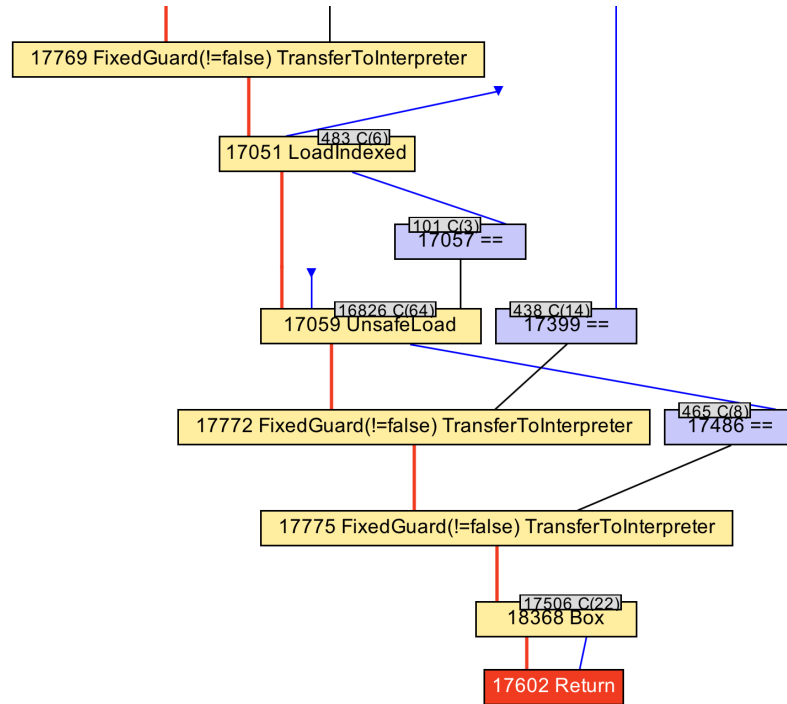 17769 FixedGuard(!=false) TransferToInterpreter
483 C(6)
17051 LoadIndexed
101 C(3)
17057 ==
16826 C(64)
17059 UnsafeLoad
438 C(14)
17399 ==
17772 FixedGuard(!=false) TransferToInterpreter
465 C(8)
17486 ==
17775 FixedGuard(!=false) TransferToInterpreter
17506 C(22)
18368 Box
17602 Return